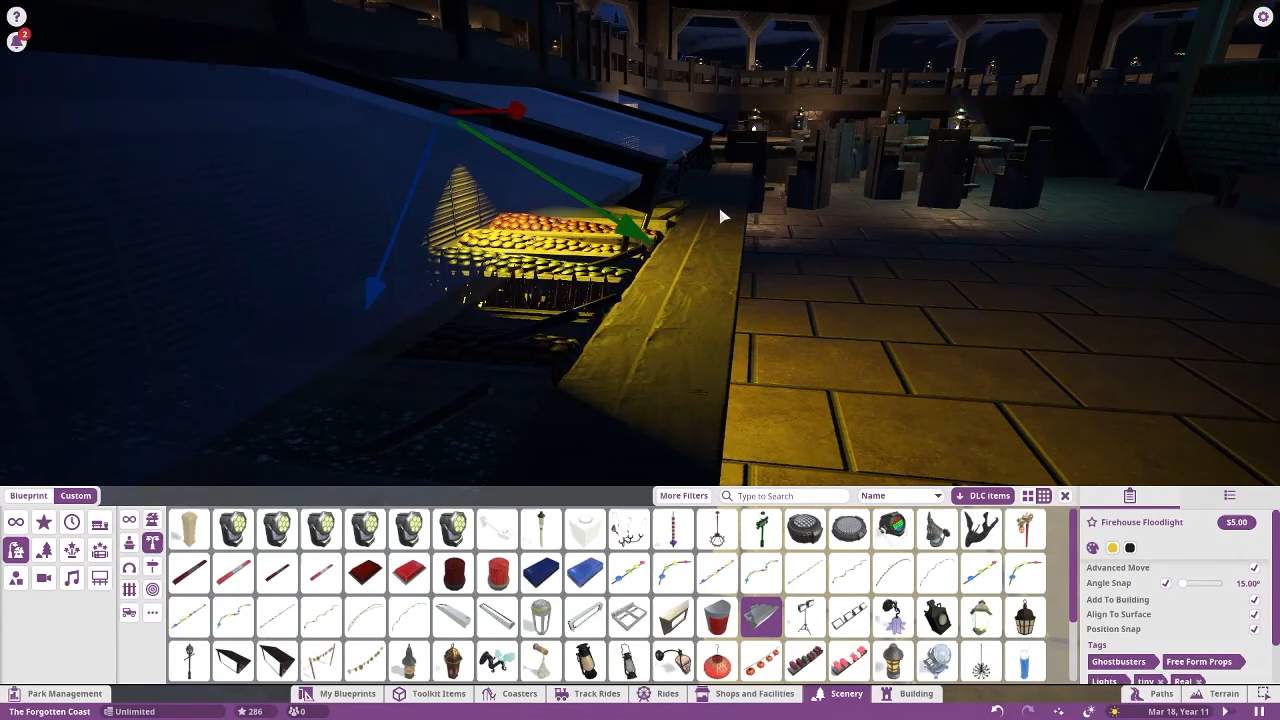 ?
2
Blueprint
Custom
More Filters
Type to Search
Name
DLC items
Firehouse Floodlight
$5.00
Advanced Move
Angle Snap
15.00°
Add To Building
Align To Surface
Position Snap
Tags
Ghostbusters
Free Form Props
Lights
tiny
Real
Park Management
My Blueprints
Toolkit Items
Coasters
Track Rides
Rides
Shops and Facilities
Scenery
Building
Paths
Terrain
The Forgotten Coast
Unlimited
286
0
Mar 18, Year 11